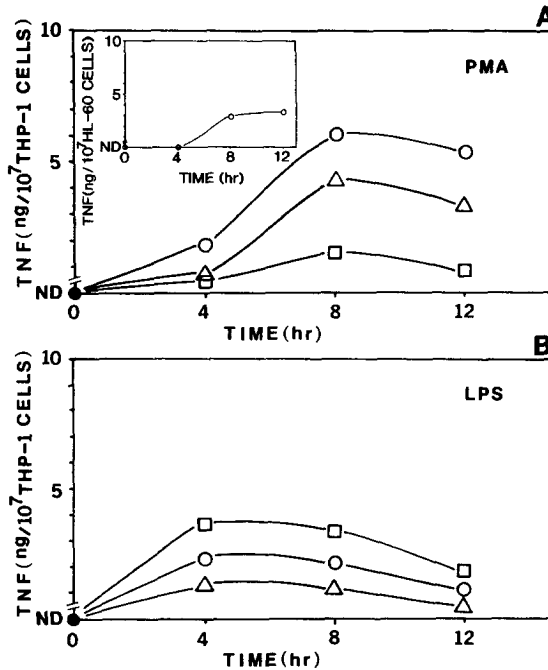 A
PMA
TNF(ng/10⁷THP-1 CELLS)
10
5
ND
0
4
8
12
TIME(hr)
TNF(ng/10⁷HL-60 CELLS)
10
5
ND
0
4
8
12
TIME (hr)
B
LPS
TNF(ng/10⁷THP-1 CELLS)
10
5
ND
0
4
8
12
TIME(hr)